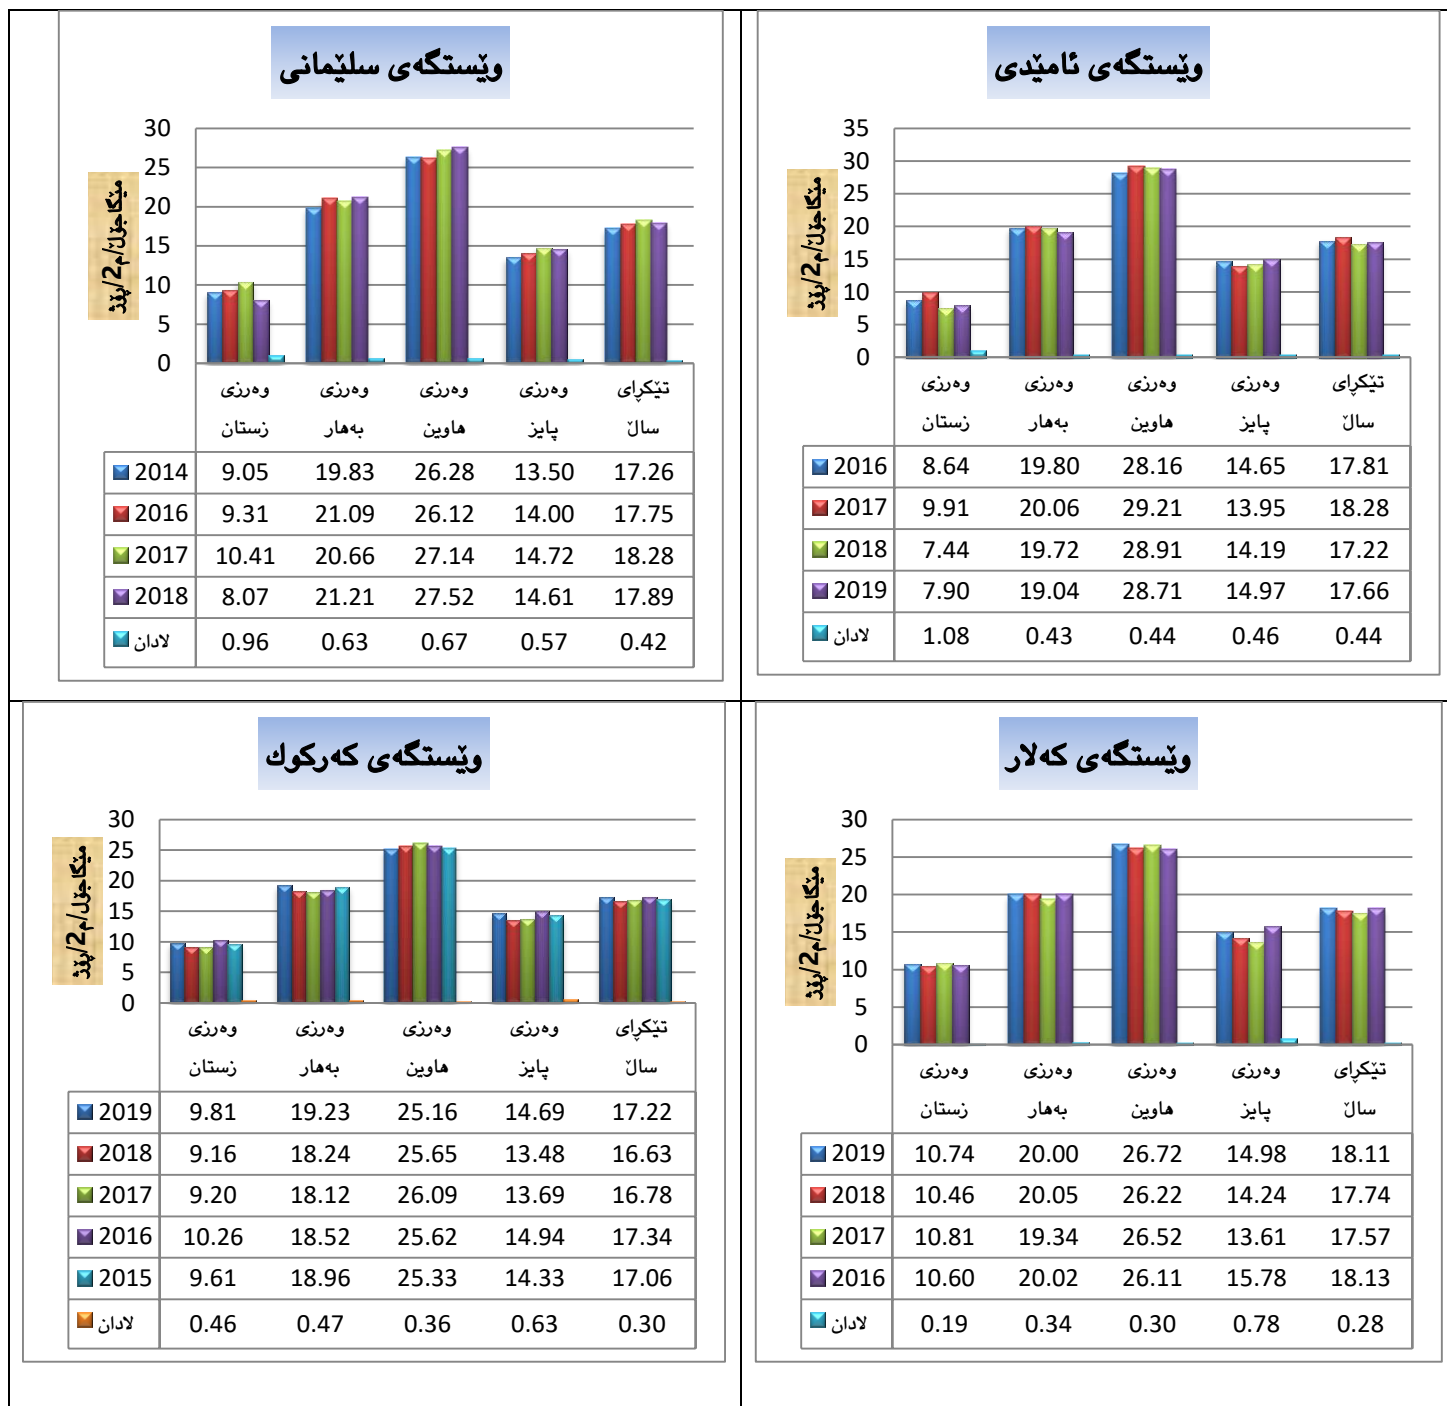 وێستگەی سلێمانی
مێگاجۆل/م2/ڕۆژ
30
25
20
15
10
5
0
وەرزی زستان وەرزی بەهار وەرزی هاوین وەرزی پایز تێکڕای ساڵ
2014 9.05 19.83 26.28 13.50 17.26
2016 9.31 21.09 26.12 14.00 17.75
2017 10.41 20.66 27.14 14.72 18.28
2018 8.07 21.21 27.52 14.61 17.89
لادان 0.96 0.63 0.67 0.57 0.42
وێستگەی ئامێدی
مێگاجۆل/م2/ڕۆژ
35
30
25
20
15
10
5
0
وەرزی زستان وەرزی بەهار وەرزی هاوین وەرزی پایز تێکڕای ساڵ
2016 8.64 19.80 28.16 14.65 17.81
2017 9.91 20.06 29.21 13.95 18.28
2018 7.44 19.72 28.91 14.19 17.22
2019 7.90 19.04 28.71 14.97 17.66
لادان 1.08 0.43 0.44 0.46 0.44
وێستگەی کەرکوك
مێگاجۆل/م2/ڕۆژ
30
25
20
15
10
5
0
وەرزی زستان وەرزی بەهار وەرزی هاوین وەرزی پایز تێکڕای ساڵ
2019 9.81 19.23 25.16 14.69 17.22
2018 9.16 18.24 25.65 13.48 16.63
2017 9.20 18.12 26.09 13.69 16.78
2016 10.26 18.52 25.62 14.94 17.34
2015 9.61 18.96 25.33 14.33 17.06
لادان 0.46 0.47 0.36 0.63 0.30
وێستگەی کەلار
مێگاجۆل/م2/ڕۆژ
30
25
20
15
10
5
0
وەرزی زستان وەرزی بەهار وەرزی هاوین وەرزی پایز تێکڕای ساڵ
2019 10.74 20.00 26.72 14.98 18.11
2018 10.46 20.05 26.22 14.24 17.74
2017 10.81 19.34 26.52 13.61 17.57
2016 10.60 20.02 26.11 15.78 18.13
لادان 0.19 0.34 0.30 0.78 0.28